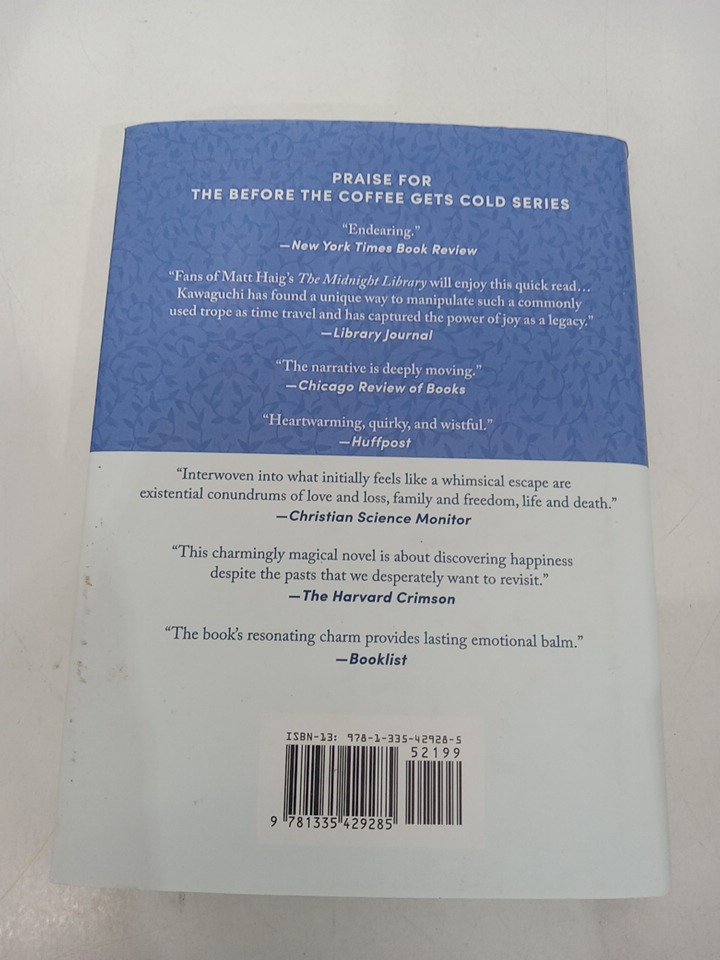 PRAISE FOR
THE BEFORE THE COFFEE GETS COLD SERIES
“Endearing.”
—New York Times Book Review
“Fans of Matt Haig’s The Midnight Library will enjoy this quick read…
Kawaguchi has found a unique way to manipulate such a commonly
used trope as time travel and has captured the power of joy as a legacy.”
—Library Journal
“The narrative is deeply moving.”
—Chicago Review of Books
“Heartwarming, quirky, and wistful.”
—Huffpost
“Interwoven into what initially feels like a whimsical escape are
existential conundrums of love and loss, family and freedom, life and death.”
—Christian Science Monitor
“This charmingly magical novel is about discovering happiness
despite the pasts that we desperately want to revisit.”
—The Harvard Crimson
“The book’s resonating charm provides lasting emotional balm.”
—Booklist
ISBN-13: 978-1-335-42928-5
52199
9 781335 429285